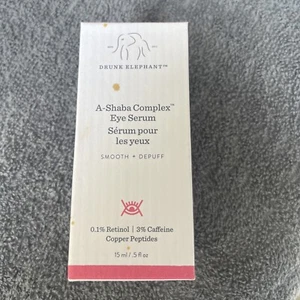 DRUNK ELEPHANT™
A-Shaba Complex™
Eye Serum
Sérum pour
les yeux
SMOOTH + DEPUFF
0.1% Retinol | 3% Caffeine
Copper Peptides
15 ml / .5 fl oz